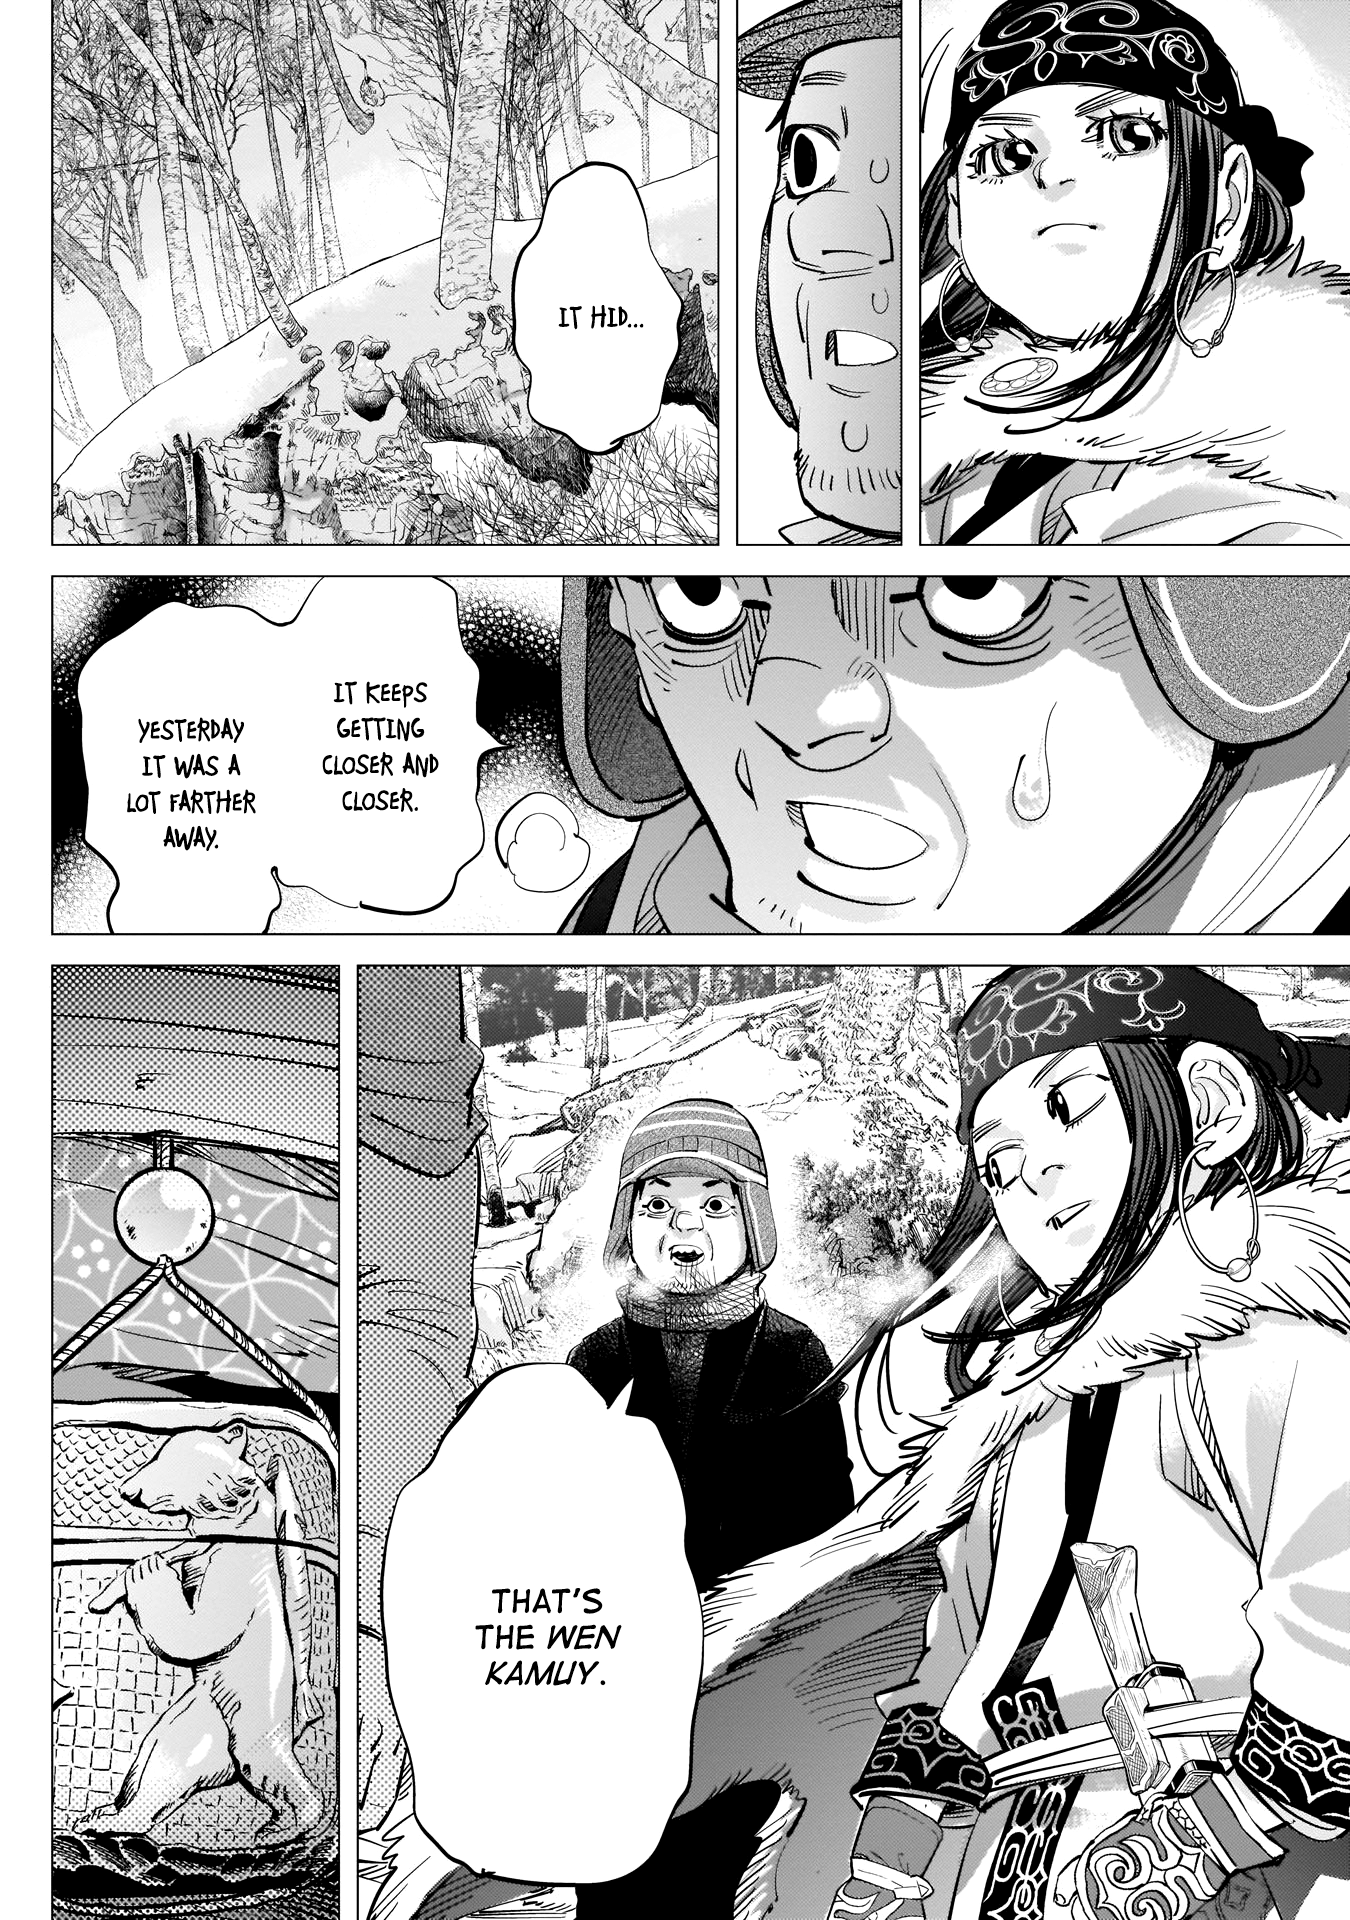 IT HID...
IT KEEPS
GETTING
CLOSER AND
CLOSER.
YESTERDAY
IT WAS A
LOT FARTHER
AWAY.
THAT'S
THE WEN
KAMUY.